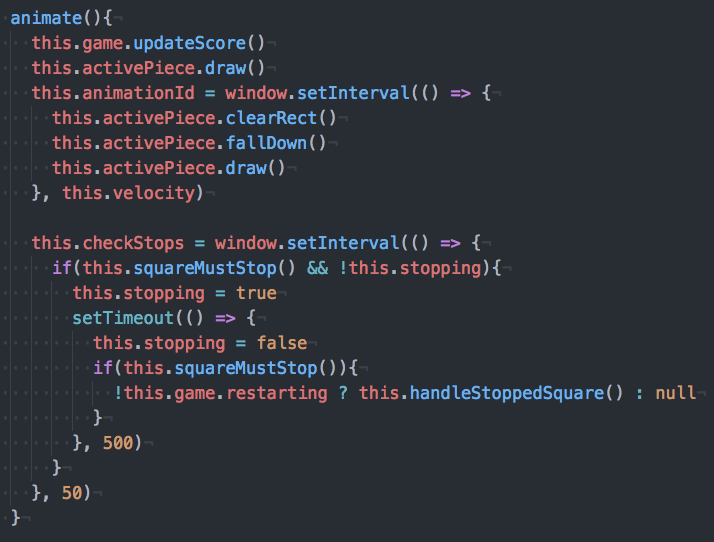 animate(){
this.game.updateScore()
this.activePiece.draw()
this.animationId = window.setInterval(() => {
this.activePiece.clearRect()
this.activePiece.fallDown()
this.activePiece.draw()
}, this.velocity)
this.checkStops = window.setInterval(() => {
if(this.squareMustStop() && !this.stopping){
this.stopping = true
setTimeout(() => {
this.stopping = false
if(this.squareMustStop()){
!this.game.restarting ? this.handleStoppedSquare() : null
}
}, 500)
}
}, 50)
}